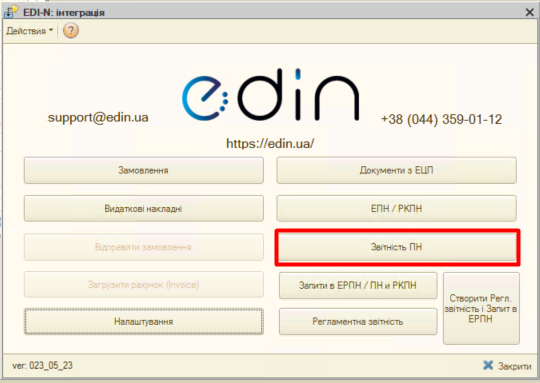 EDI-N: інтеграція
Действия
edin
support@edin.ua
+38 (044) 359-01-12
https://edin.ua/
Замовлення
Документи з ЕЦП
Видаткові накладні
ЕПН / РКПН
Відправити замовлення
Звітність ПН
Загрузити рахунок (Invoice)
Запити в ЕРПН / ПН и РКПН
Створити Регл.
звітність і Запит в
ЕРПН
Налаштування
Регламентна звітність
ver: 023_05_23
Закрити